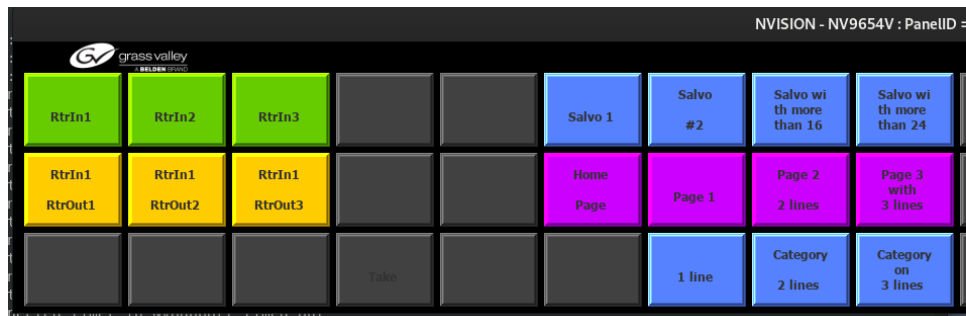 NVISION - NV9654V : PanelID =
GV grass valley
A BELDEN BRAND
RtrIn1
RtrIn2
RtrIn3
Salvo 1
Salvo
#2
Salvo wi
th more
than 16
Salvo wi
th more
than 24
RtrIn1
RtrOut1
RtrIn1
RtrOut2
RtrIn1
RtrOut3
Home
Page
Page 1
Page 2
2 lines
Page 3
with
3 lines
Take
1 line
Category
2 lines
Category
on
3 lines